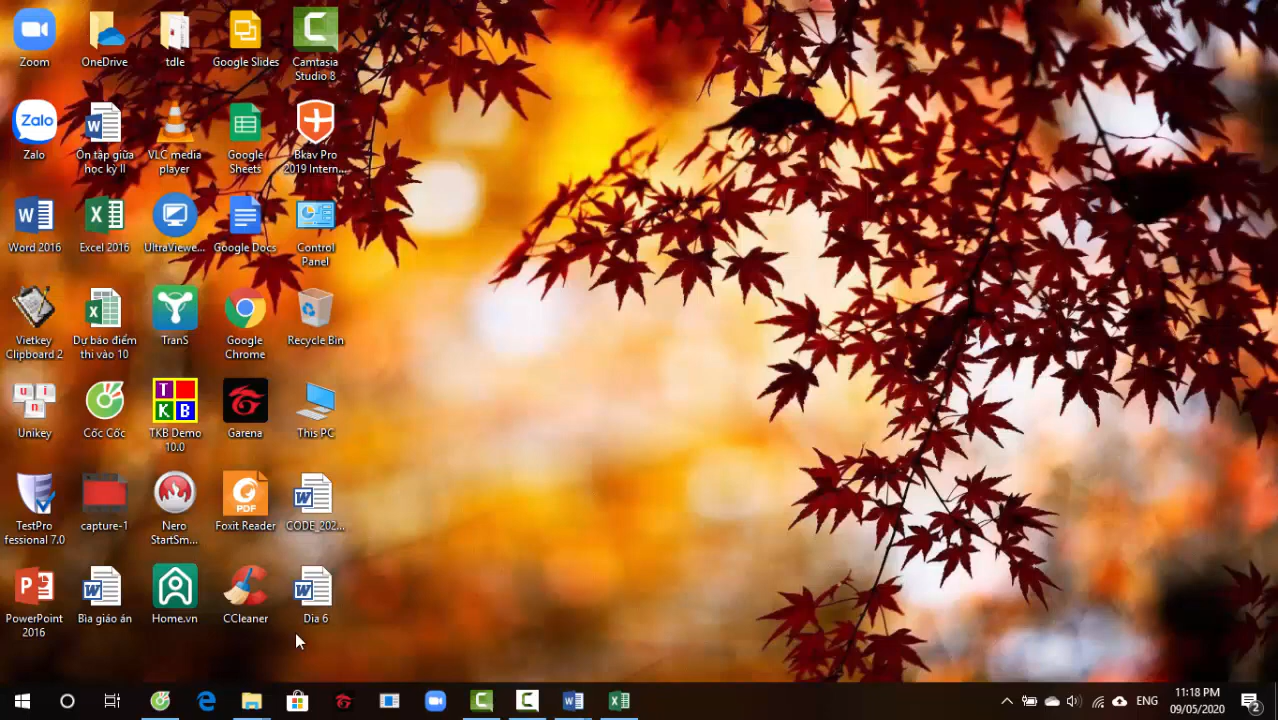 Zoom
OneDrive
tdle
Google Slides
Camtasia
Studio 8
Zalo
Zalo
Ôn tập giữa
học kỳ II
VLC media
player
Google
Sheets
Bkav Pro
2019 Intern...
Word 2016
Excel 2016
UltraViewe...
Google Docs
Control
Panel
Vietkey
Clipboard 2
Dự báo điểm
thi vào 10
TranS
Google
Chrome
Recycle Bin
u i
n
Unikey
Cốc Cốc
T
K B
TKB Demo
10.0
Garena
This PC
TestPro
fessional 7.0
capture-1
Nero
StartSm...
PDF
Foxit Reader
CODE_202...
PowerPoint
2016
Bìa giáo án
Home.vn
CCleaner
Dia 6
ENG
11:18 PM
09/05/2020
2